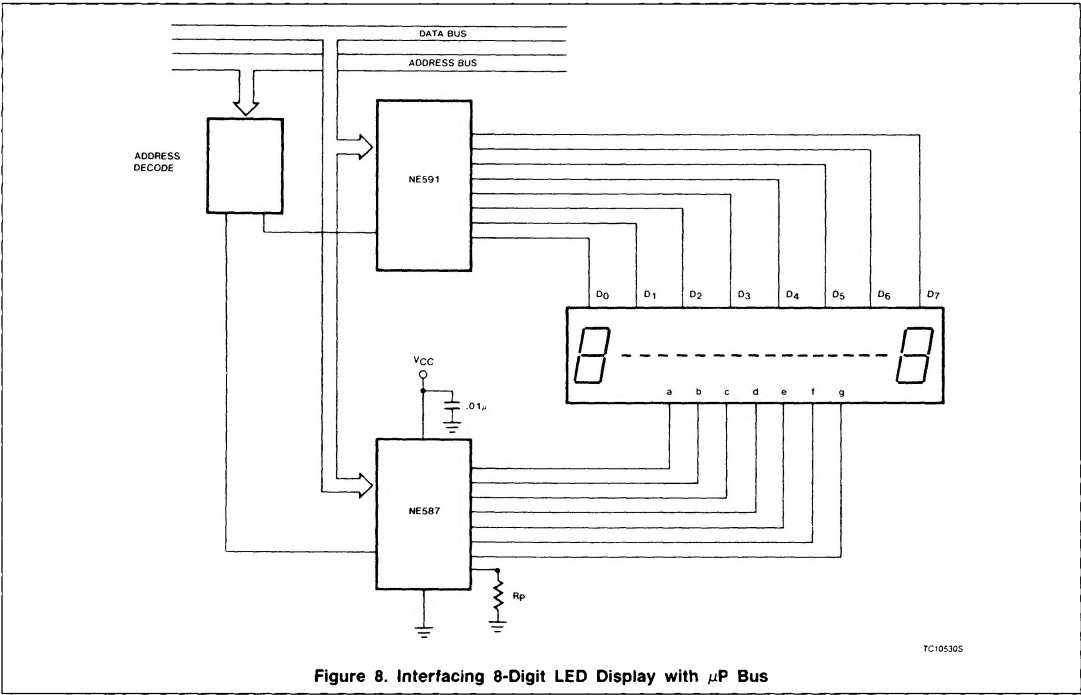 DATA BUS
ADDRESS BUS
ADDRESS
DECODE
NE591
D0 D1 D2 D3 D4 D5 D6 D7
VCC
.01μ
a b c d e f g
NE587
Rp
TC10530S
Figure 8. Interfacing 8-Digit LED Display with μP Bus